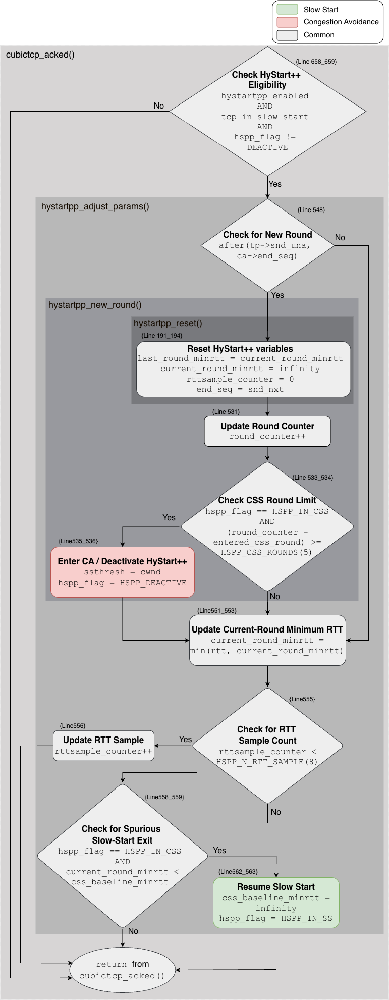 Slow Start
Congestion Avoidance
Common
cubictcp_acked()
{Line 658_659}
Check HyStart++
Eligibility
hystartpp enabled
AND
tcp in slow start
AND
hspp_flag !=
DEACTIVE
No
Yes
hystartpp_adjust_params()
{Line 548}
Check for New Round
after(tp->snd_una,
ca->end_seq)
No
Yes
hystartpp_new_round()
hystartpp_reset()
{Line 191_194}
Reset HyStart++ variables
last_round_minrtt = current_round_minrtt
current_round_minrtt = infinity
rttsample_counter = 0
end_seq = snd_nxt
{Line 531}
Update Round Counter
round_counter++
{Line 533_534}
Check CSS Round Limit
hspp_flag == HSPP_IN_CSS
AND
(round_counter -
entered_css_round) >=
HSPP_CSS_ROUNDS(5)
Yes
{Line535_536}
Enter CA / Deactivate HyStart++
ssthresh = cwnd
hspp_flag = HSPP_DEACTIVE
No
{Line551_553}
Update Current-Round Minimum RTT
current_round_minrtt =
min(rtt, current_round_minrtt)
{Line555}
Check for RTT
Sample Count
rttsample_counter <
HSPP_N_RTT_SAMPLE(8)
Yes
{Line556}
Update RTT Sample
rttsample_counter++
No
{Line558_559}
Check for Spurious
Slow-Start Exit
hspp_flag == HSPP_IN_CSS
AND
current_round_minrtt <
css_baseline_minrtt
Yes
{Line562_563}
Resume Slow Start
css_baseline_minrtt =
infinity
hspp_flag = HSPP_IN_SS
No
return from
cubictcp_acked()